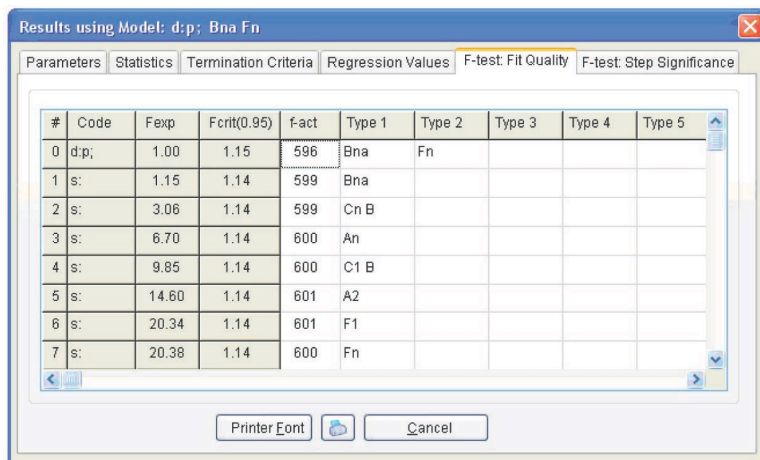 Results using Model: d:p; Bna Fn
Parameters Statistics Termination Criteria Regression Values F-test: Fit Quality F-test: Step Significance
# Code Fexp Fcrit(0.95) f-act Type 1 Type 2 Type 3 Type 4 Type 5
0 d:p; 1.00 1.15 596 Bna Fn
1 s: 1.15 1.14 599 Bna
2 s: 3.06 1.14 599 Cn B
3 s: 6.70 1.14 600 An
4 s: 9.85 1.14 600 C1 B
5 s: 14.60 1.14 601 A2
6 s: 20.34 1.14 601 F1
7 s: 20.38 1.14 600 Fn
Printer Font Cancel